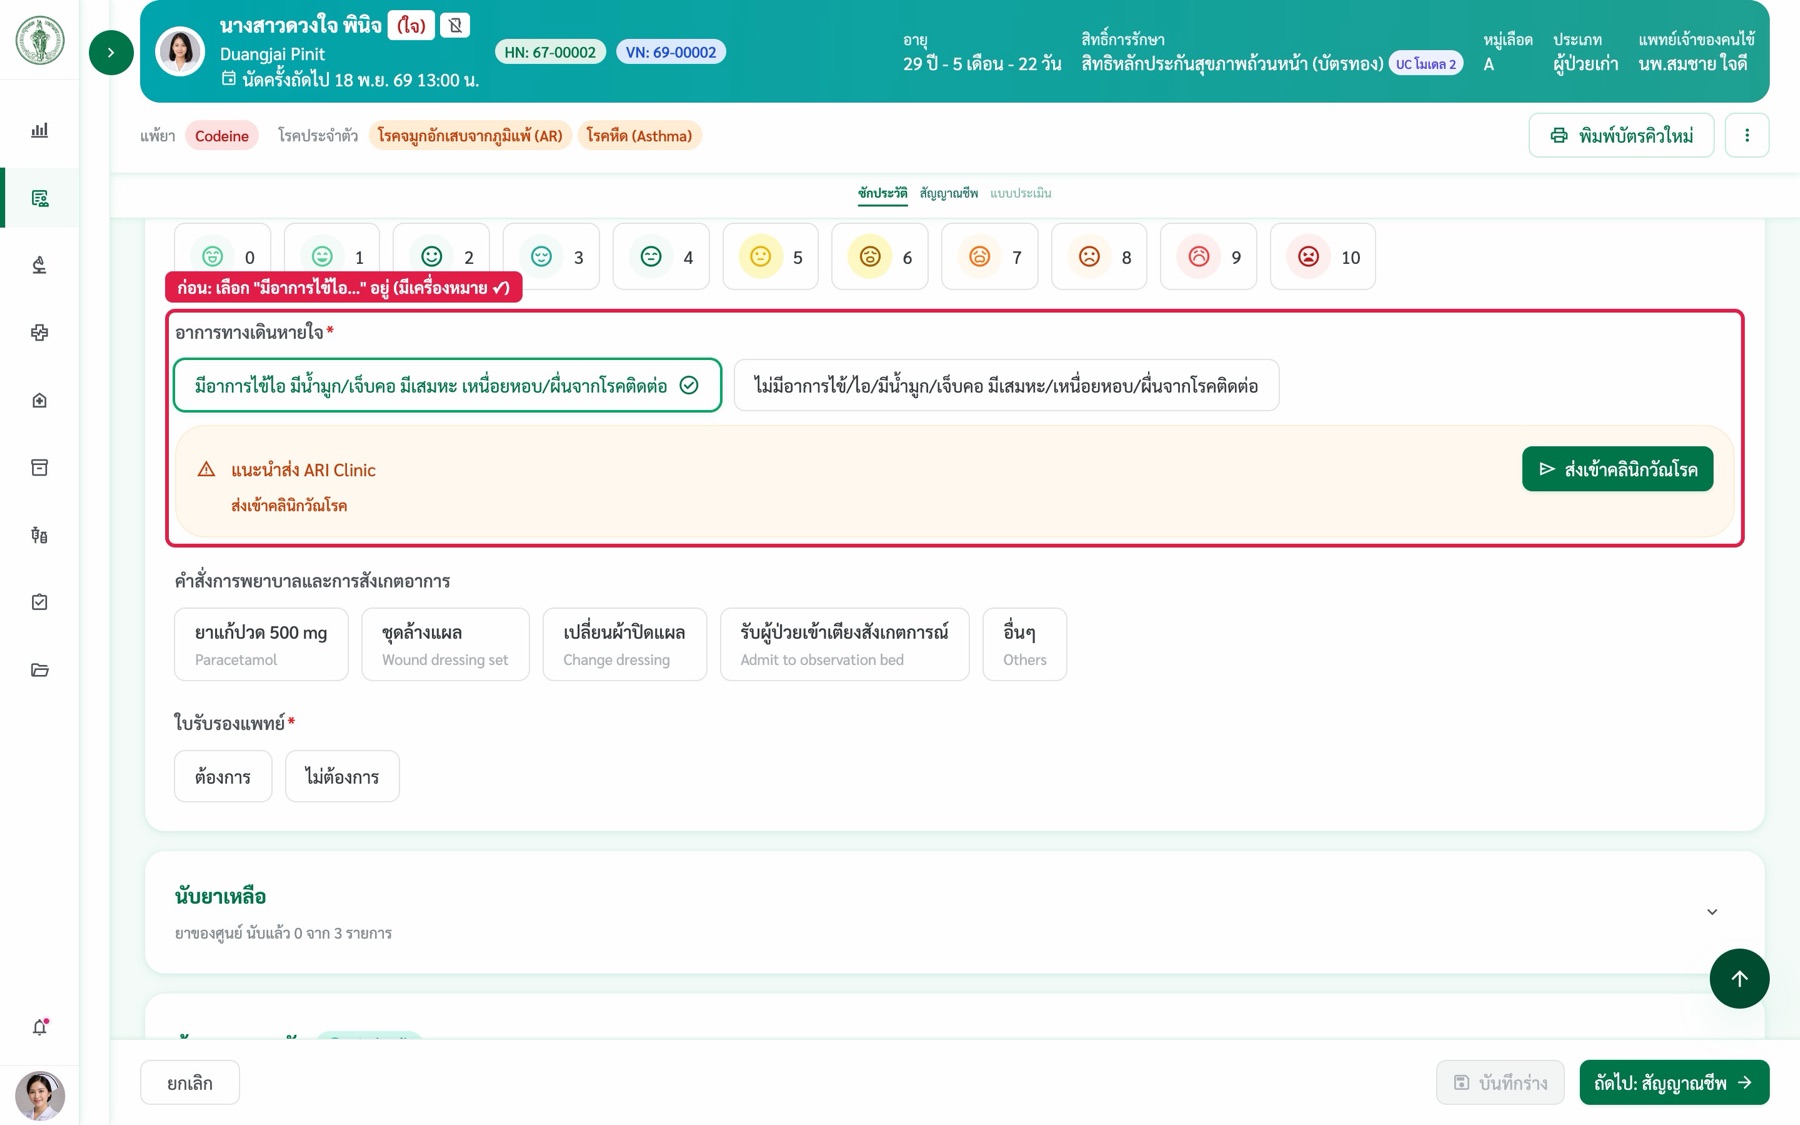 นางสาวดวงใจ พินิจ (ใจ)
Duangjai Pinit
นัดครั้งถัดไป 18 พ.ย. 69 13:00 น.
HN: 67-00002 VN: 69-00002
อายุ
29 ปี - 5 เดือน - 22 วัน
สิทธิ์การรักษา
สิทธิหลักประกันสุขภาพถ้วนหน้า (บัตรทอง) UC โมเดล 2
หมู่เลือด
A
ประเภท
ผู้ป่วยเก่า
แพทย์เจ้าของคนไข้
นพ.สมชาย ใจดี
แพ้ยา Codeine โรคประจำตัว โรคจมูกอักเสบจากภูมิแพ้ (AR) โรคหืด (Asthma)
พิมพ์บัตรคิวใหม่
ซักประวัติ สัญญาณชีพ แบบประเมิน
0 1 2 3 4 5 6 7 8 9 10
ก่อน: เลือก "มีอาการไข้ไอ..." อยู่ (มีเครื่องหมาย ✓)
อาการทางเดินหายใจ*
มีอาการไข้ไอ มีน้ำมูก/เจ็บคอ มีเสมหะ เหนื่อยหอบ/ผื่นจากโรคติดต่อ
ไม่มีอาการไข้/ไอ/มีน้ำมูก/เจ็บคอ มีเสมหะ/เหนื่อยหอบ/ผื่นจากโรคติดต่อ
แนะนำส่ง ARI Clinic
ส่งเข้าคลินิกวัณโรค
ส่งเข้าคลินิกวัณโรค
คำสั่งการพยาบาลและการสังเกตอาการ
ยาแก้ปวด 500 mg
Paracetamol
ชุดล้างแผล
Wound dressing set
เปลี่ยนผ้าปิดแผล
Change dressing
รับผู้ป่วยเข้าเตียงสังเกตการณ์
Admit to observation bed
อื่นๆ
Others
ใบรับรองแพทย์*
ต้องการ ไม่ต้องการ
นับยาเหลือ
ยาของศูนย์ นับแล้ว 0 จาก 3 รายการ
ยกเลิก
บันทึกร่าง
ถัดไป: สัญญาณชีพ